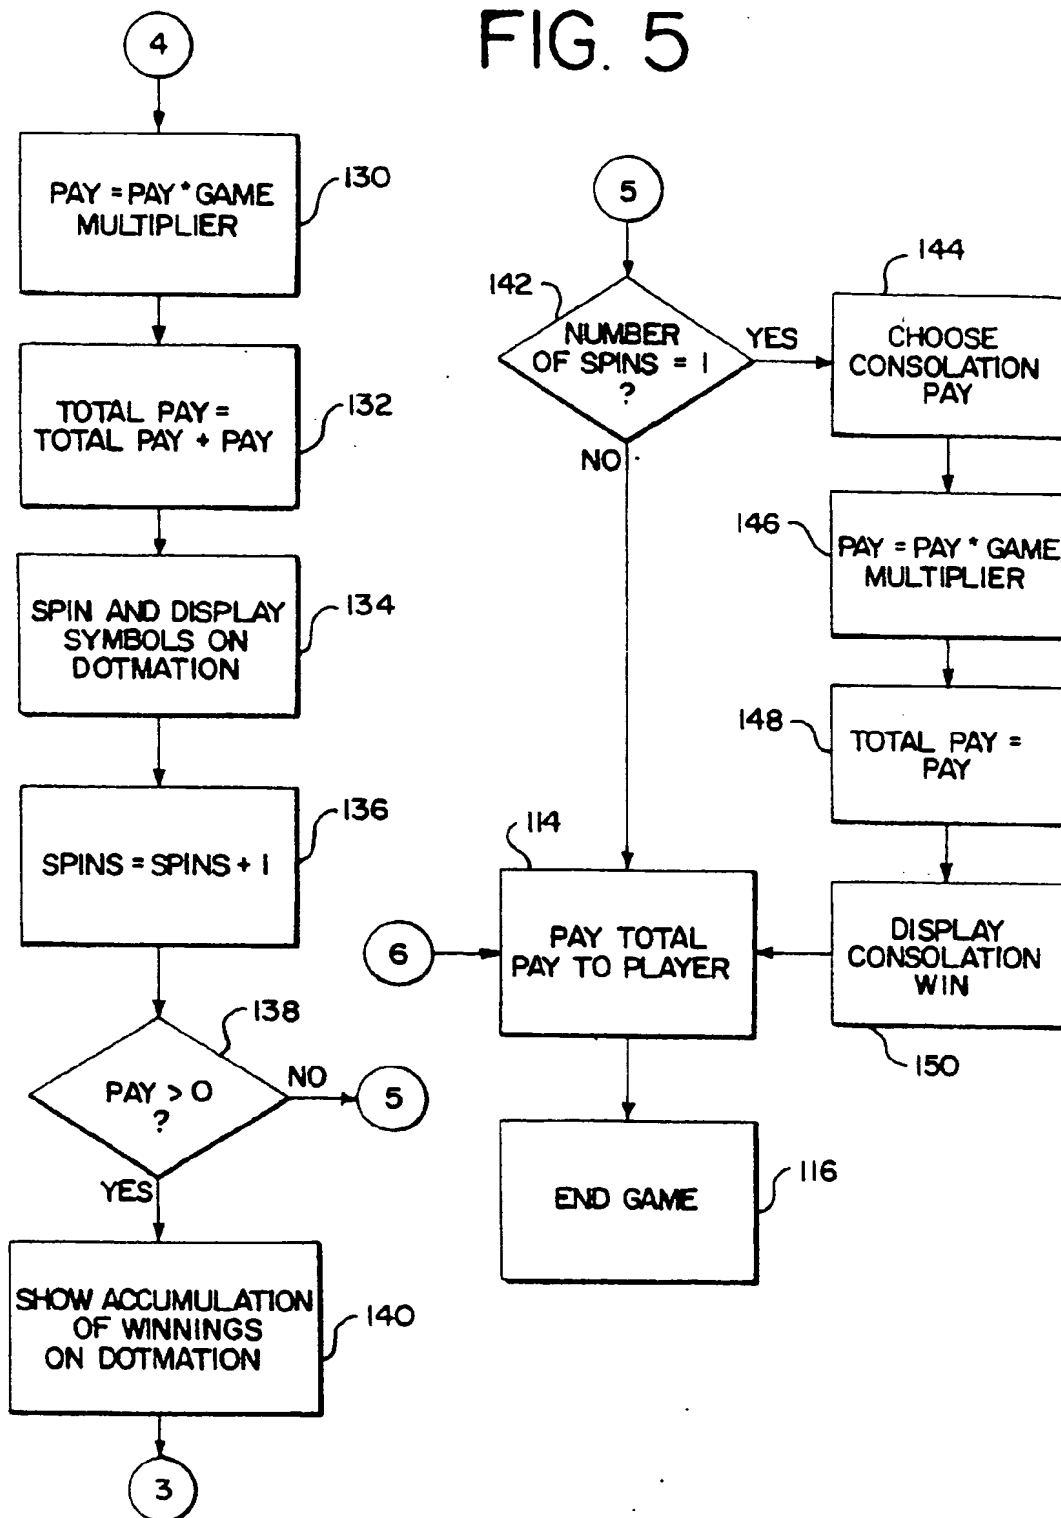 FIG. 5
4
PAY = PAY * GAME
MULTIPLIER
130
TOTAL PAY =
TOTAL PAY + PAY
132
SPIN AND DISPLAY
SYMBOLS ON
DOTMATION
134
SPINS = SPINS + 1
136
PAY > 0
?
138
NO
5
YES
SHOW ACCUMULATION
OF WINNINGS
ON DOTMATION
140
3
5
142
NUMBER
OF SPINS = 1
?
YES
NO
144
CHOOSE
CONSOLATION
PAY
146
PAY = PAY * GAME
MULTIPLIER
148
TOTAL PAY =
PAY
DISPLAY
CONSOLATION
WIN
150
114
6
PAY TOTAL
PAY TO PLAYER
END GAME
116